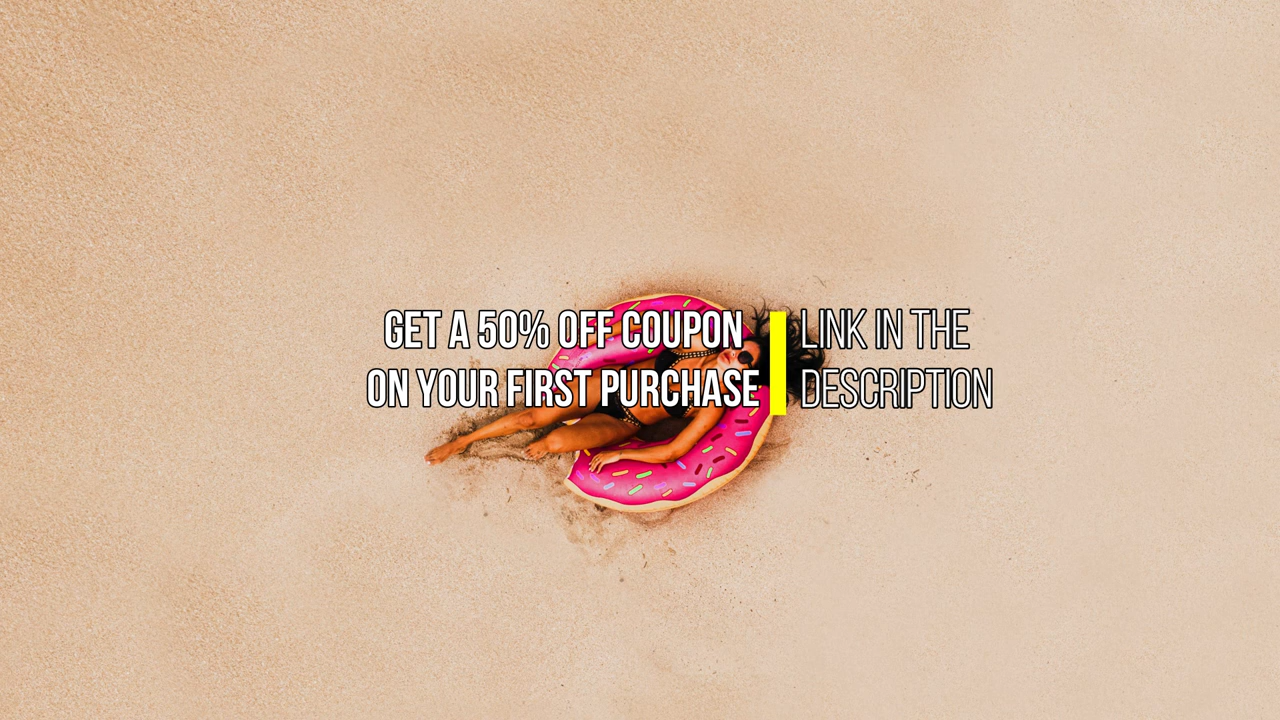 GET A 50% OFF COUPON
ON YOUR FIRST PURCHASE
LINK IN THE
DESCRIPTION